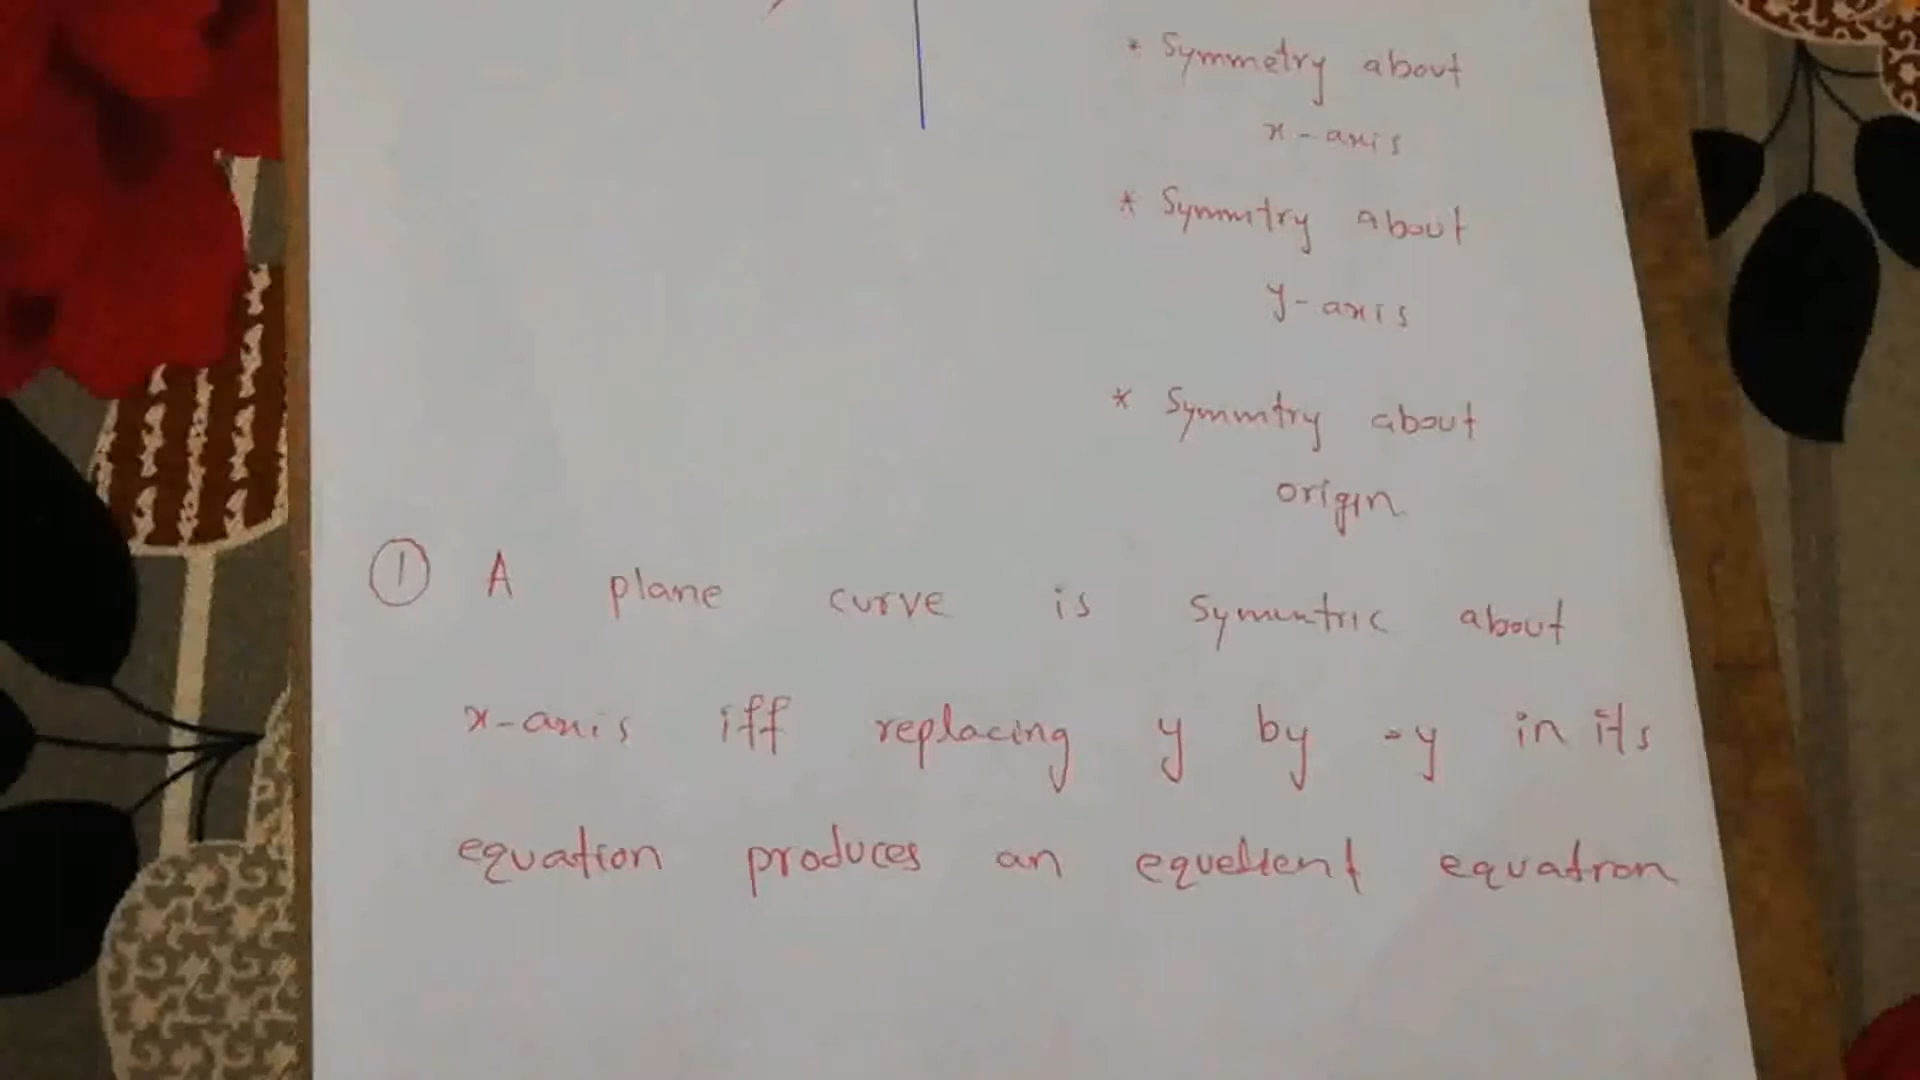 * Symmetry about
x-axis
* Symmtry about
y-axis
* Symmtry about
origin
① A plane curve is Symmtric about
x-axis iff replacing y by -y in its
equation produces an equelient equation